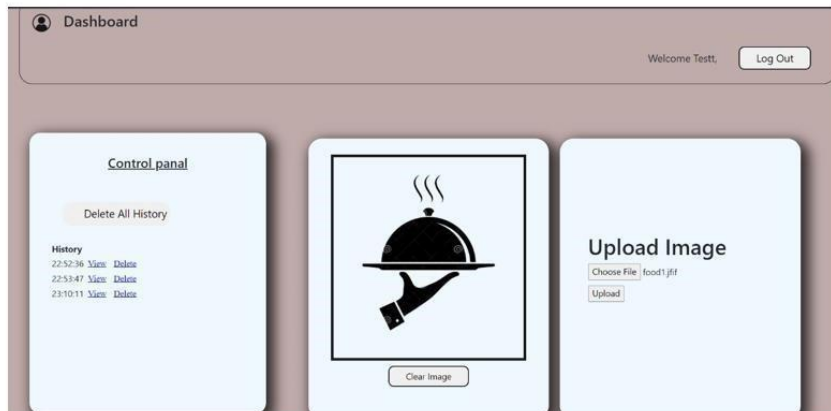 Dashboard
Welcome Testt,
Log Out
Control panal
Delete All History
History
22:52:36 View Delete
22:53:47 View Delete
23:10:11 View Delete
Clear Image
Upload Image
Choose File food1.jfif
Upload